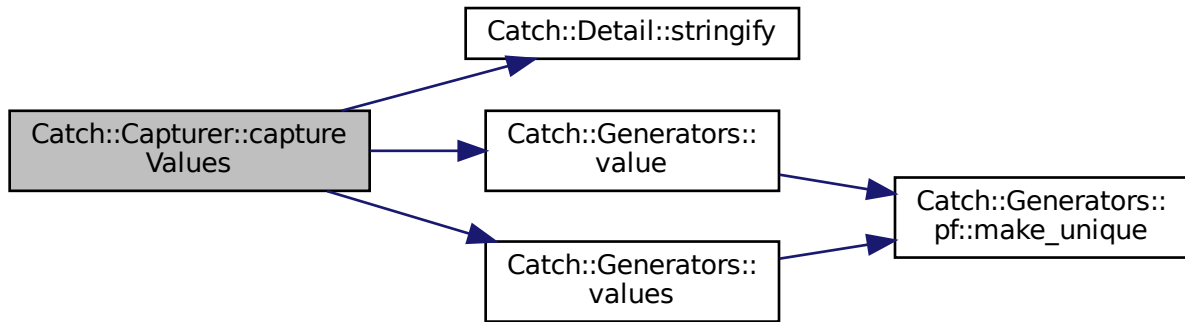 Catch::Detail::stringify
Catch::Capturer::capture
Values
Catch::Generators::
value
Catch::Generators::
pf::make_unique
Catch::Generators::
values